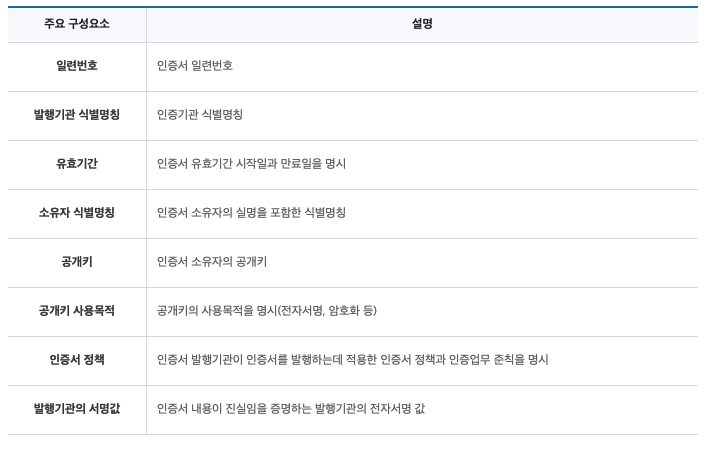 주요 구성요소 설명
일련번호 인증서 일련번호
발행기관 식별명칭 인증기관 식별명칭
유효기간 인증서 유효기간 시작일과 만료일을 명시
소유자 식별명칭 인증서 소유자의 실명을 포함한 식별명칭
공개키 인증서 소유자의 공개키
공개키 사용목적 공개키의 사용목적을 명시(전자서명, 암호화 등)
인증서 정책 인증서 발행기관이 인증서를 발행하는데 적용한 인증서 정책과 인증업무 준칙을 명시
발행기관의 서명값 인증서 내용이 진실임을 증명하는 발행기관의 전자서명 값